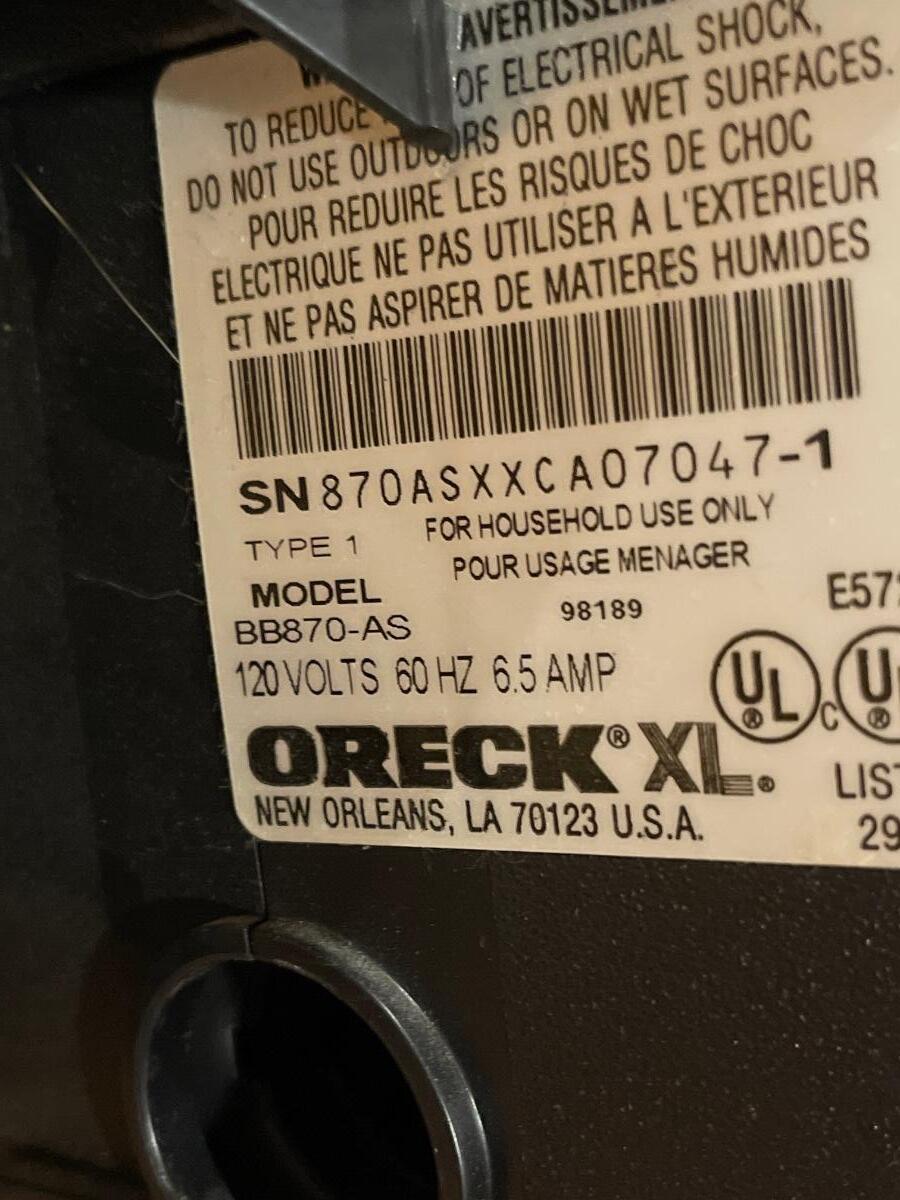 OF ELECTRICAL SHOCK,
TO REDUCE
DO NOT USE OUTDOORS OR ON WET SURFACES.
POUR REDUIRE LES RISQUES DE CHOC
ELECTRIQUE NE PAS UTILISER A L'EXTERIEUR
ET NE PAS ASPIRER DE MATIERES HUMIDES
SN870ASXXCA07047-1
TYPE 1
FOR HOUSEHOLD USE ONLY
POUR USAGE MENAGER
MODEL
BB870-AS
98189
120 VOLTS 60 HZ 6.5 AMP
UL®
C
ORECK® XL®
NEW ORLEANS, LA 70123 U.S.A.